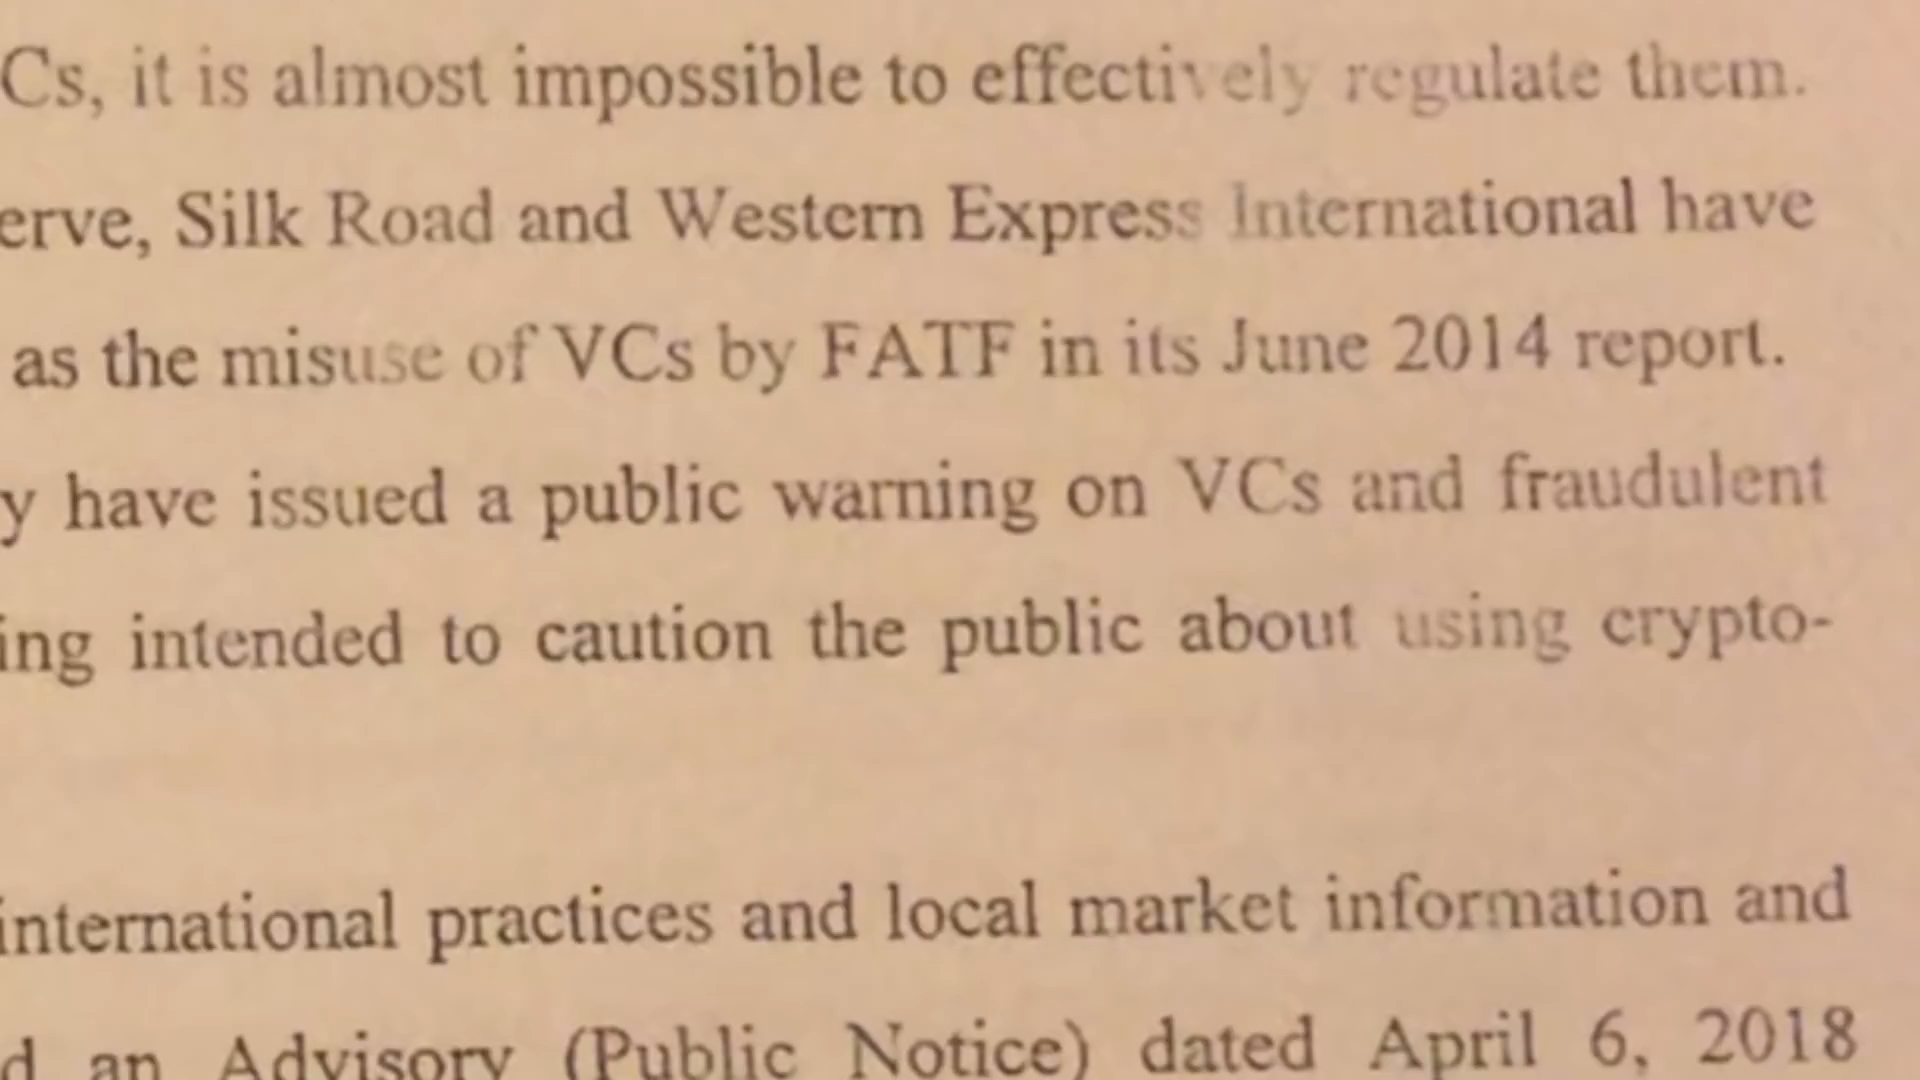 Cs, it is almost impossible to effectively regulate them.
erve, Silk Road and Western Express International have
as the misuse of VCs by FATF in its June 2014 report.
y have issued a public warning on VCs and fraudulent
ing intended to caution the public about using crypto-
international practices and local market information and
d an Advisory (Public Notice) dated April 6, 2018